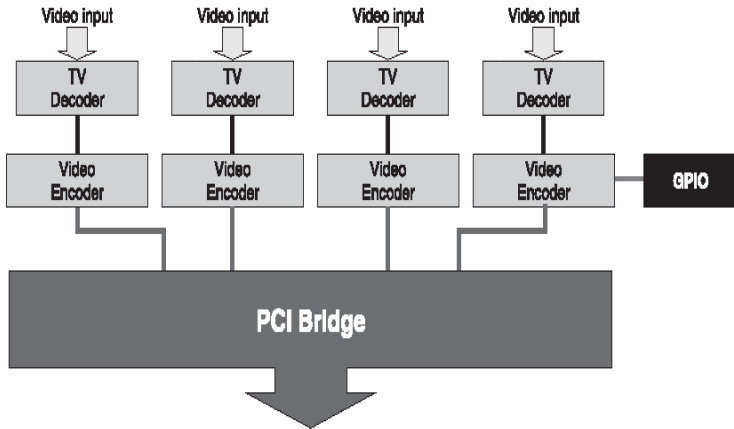 Video input Video input Video input Video input
TV Decoder TV Decoder TV Decoder TV Decoder
Video Encoder Video Encoder Video Encoder Video Encoder GPIO
PCI Bridge